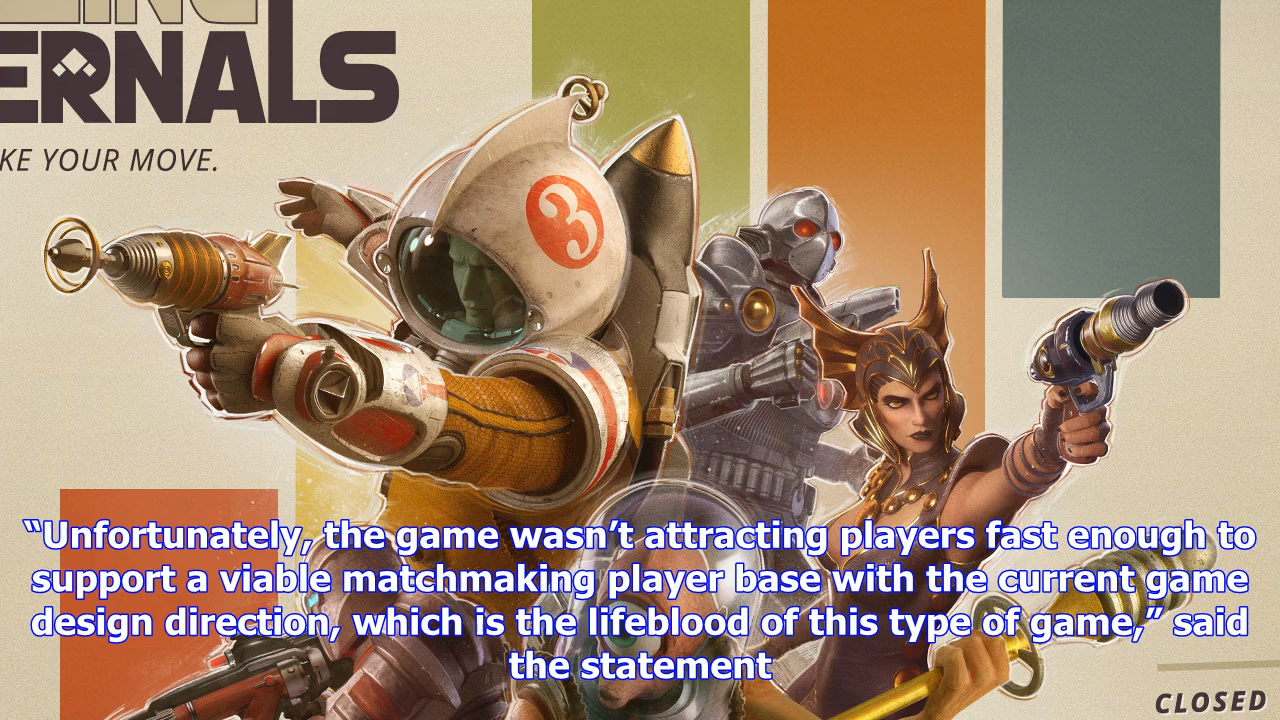 ERNALS
KE YOUR MOVE.
3
“Unfortunately, the game wasn’t attracting players fast enough to
support a viable matchmaking player base with the current game
design direction, which is the lifeblood of this type of game,” said
the statement
CLOSED